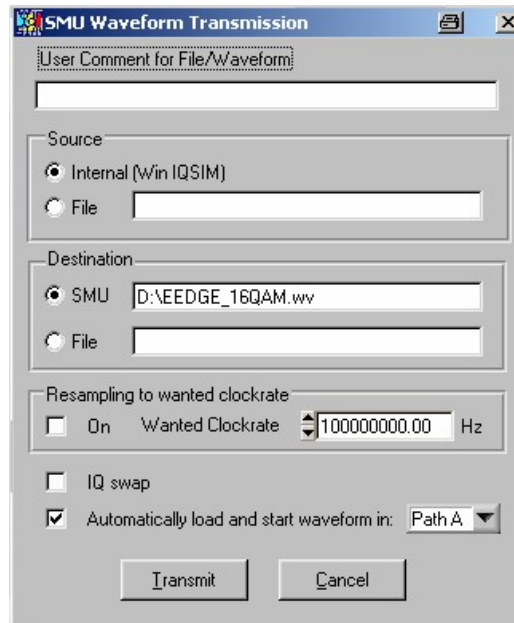 SMU Waveform Transmission
User Comment for File/Waveform
Source
Internal (Win IQSIM)
File
Destination
SMU D:\EEDGE_16QAM.wv
File
Resampling to wanted clockrate
On Wanted Clockrate 100000000.00 Hz
IQ swap
Automatically load and start waveform in: Path A
Transmit Cancel